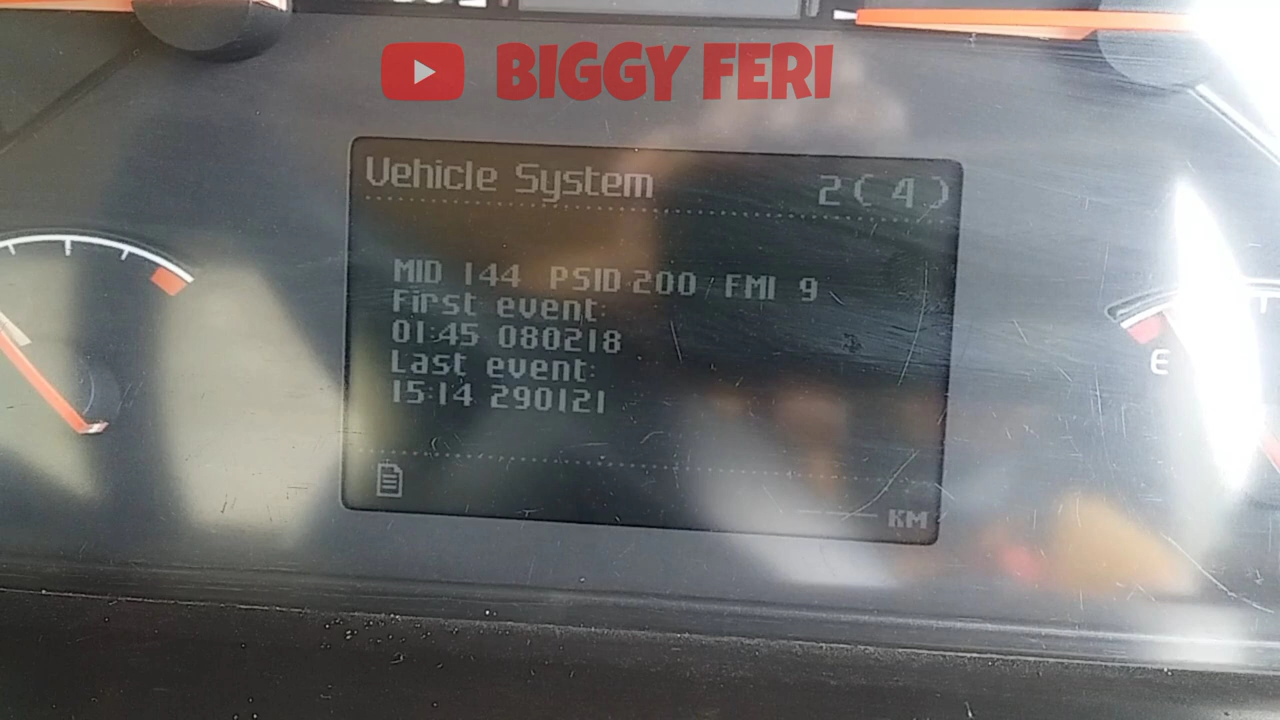 BIGGY FERI
Vehicle System 2(4)
MID 144 PSID 200 / FMI 9
First event:
01:45 080218
Last event:
15:14 290121
KM
E